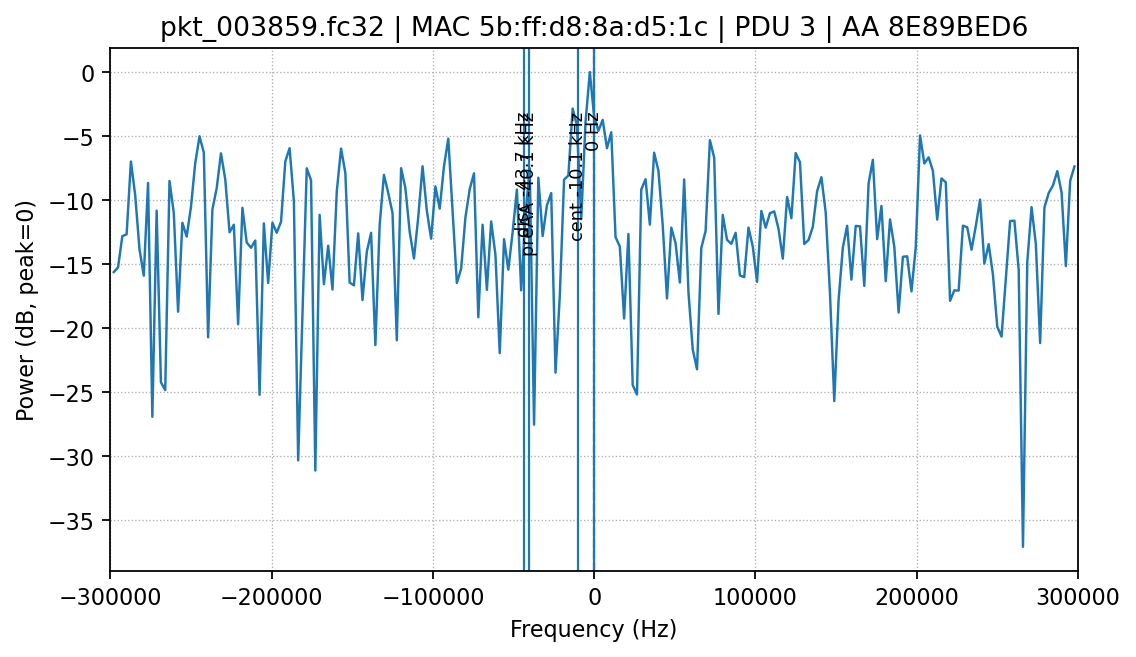 pkt_003859.fc32 | MAC 5b:ff:d8:8a:d5:1c | PDU 3 | AA 8E89BED6
Power (dB, peak=0)
0
−5
−10
−15
−20
−25
−30
−35
kHz
kHz
cent -10.1 kHz
0 Hz
−300000
−200000
−100000
0
100000
200000
300000
Frequency (Hz)